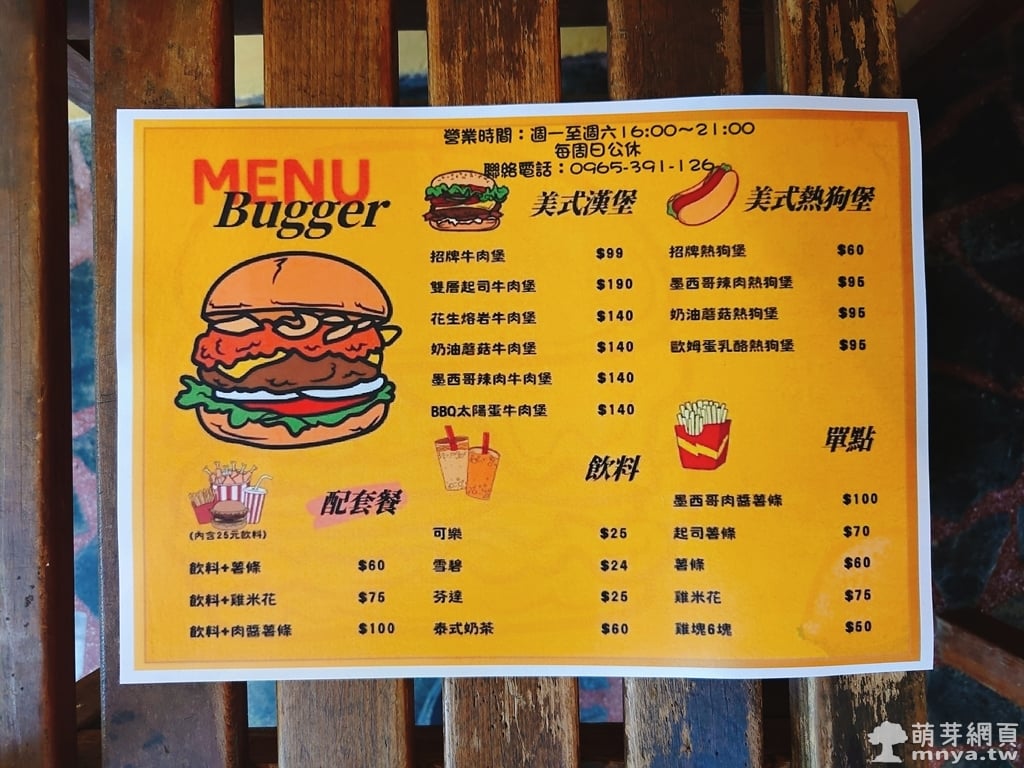 營業時間：週一至週六16:00～21:00
每周日公休
聯絡電話：0965-391-126
MENU
Bugger
美式漢堡
招牌牛肉堡 $99
雙層起司牛肉堡 $190
花生熔岩牛肉堡 $140
奶油蘑菇牛肉堡 $140
墨西哥辣肉牛肉堡 $140
BBQ太陽蛋牛肉堡 $140
美式熱狗堡
招牌熱狗堡 $60
墨西哥辣肉熱狗堡 $95
奶油蘑菇熱狗堡 $95
歐姆蛋乳酪熱狗堡 $95
配套餐
(內含25元飲料)
飲料+薯條 $60
飲料+雞米花 $75
飲料+肉醬薯條 $100
飲料
可樂 $25
雪碧 $24
芬達 $25
泰式奶茶 $60
單點
墨西哥肉醬薯條 $100
起司薯條 $70
薯條 $60
雞米花 $75
雞塊6塊 $50
萌芽網頁
mnya.tw